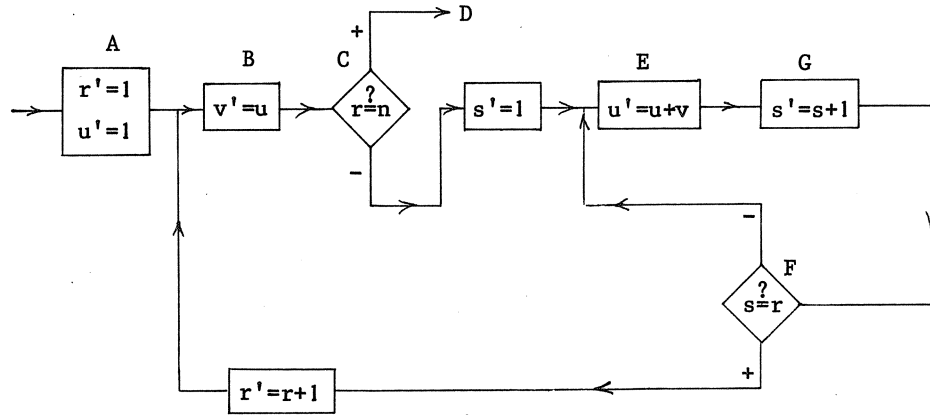 A
r'=1
u'=1
B
v'=u
C
?
r=n
+
−
D
s'=1
E
u'=u+v
G
s'=s+1
−
F
?
s=r
+
r'=r+1